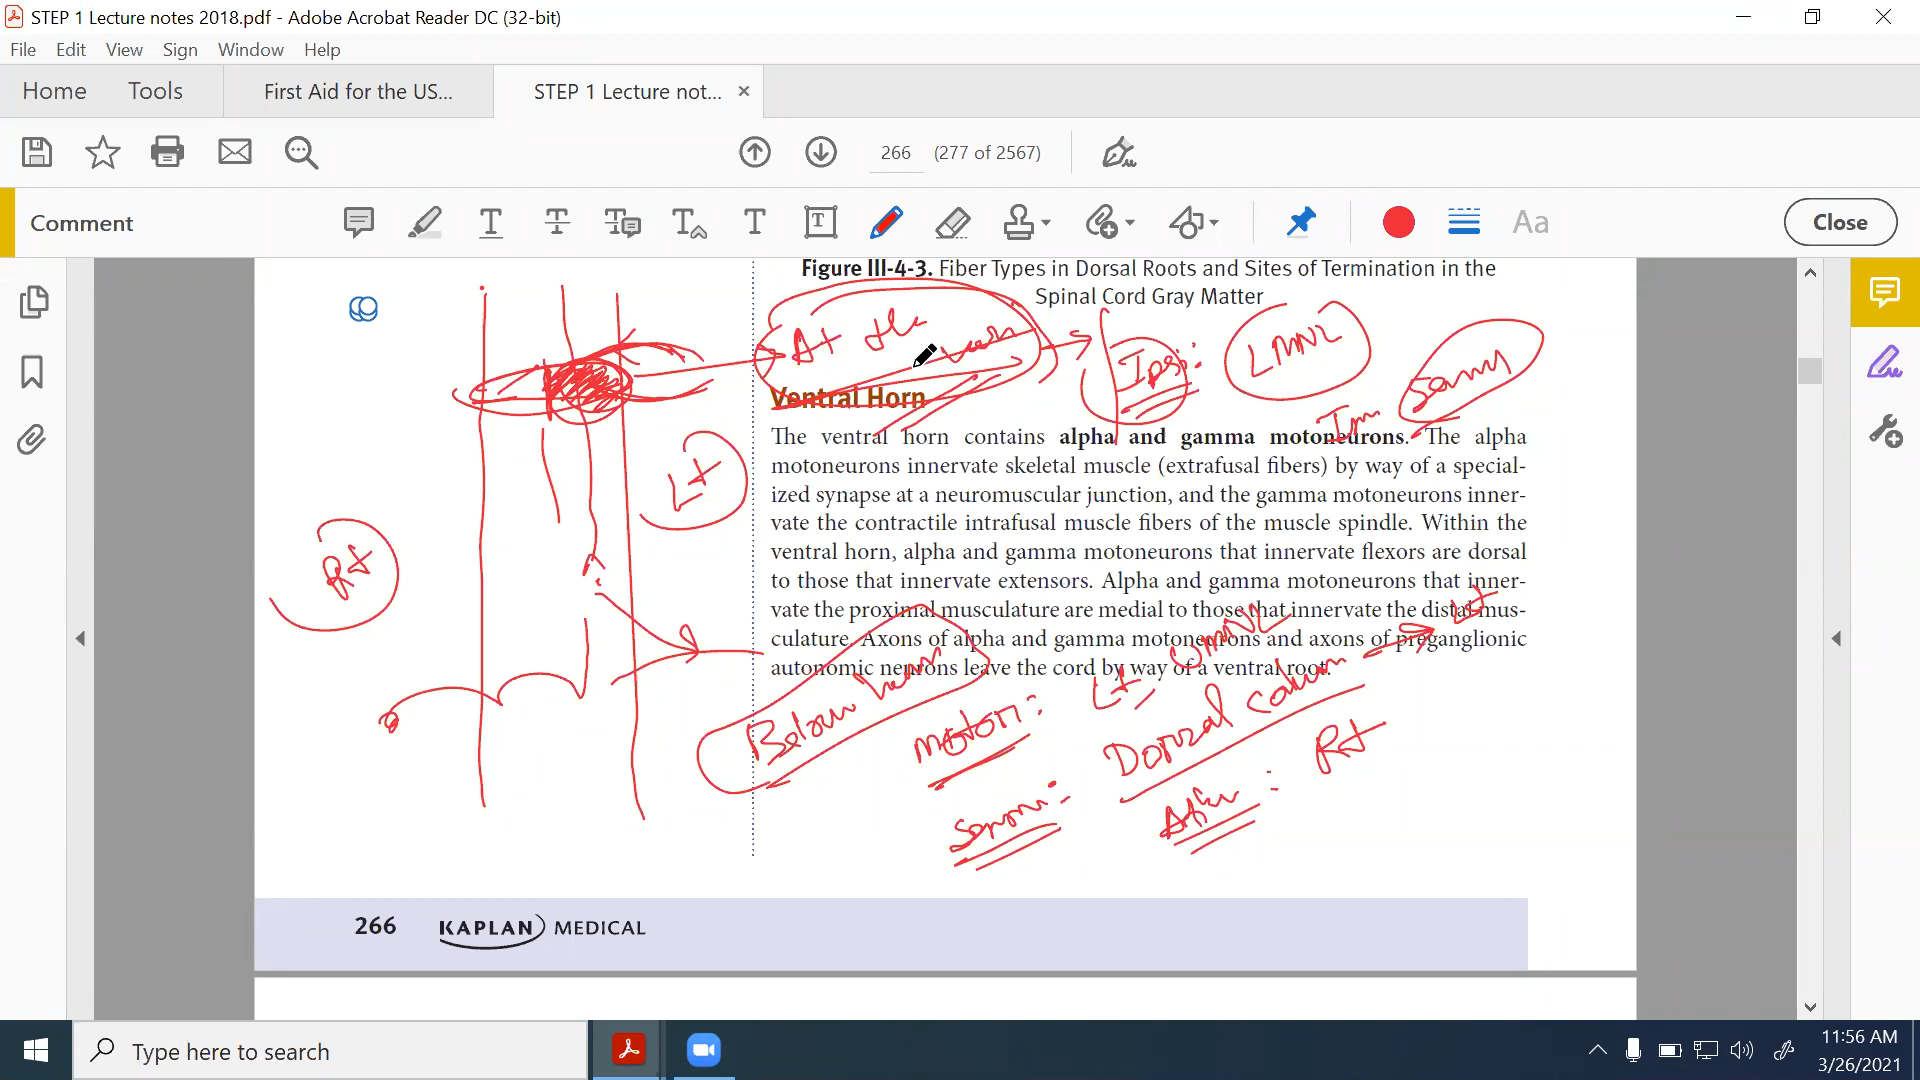 STEP 1 Lecture notes 2018.pdf - Adobe Acrobat Reader DC (32-bit)
File Edit View Sign Window Help
Home Tools First Aid for the US... STEP 1 Lecture not... ×
266 (277 of 2567)
Comment Aa Close
Figure III-4-3. Fiber Types in Dorsal Roots and Sites of Termination in the
Spinal Cord Gray Matter
At the
Ipsi: LMNL
Ventral Horn
The ventral horn contains alpha and gamma motoneurons. The alpha
motoneurons innervate skeletal muscle (extrafusal fibers) by way of a special-
ized synapse at a neuromuscular junction, and the gamma motoneurons inner-
vate the contractile intrafusal muscle fibers of the muscle spindle. Within the
ventral horn, alpha and gamma motoneurons that innervate flexors are dorsal
to those that innervate extensors. Alpha and gamma motoneurons that inner-
vate the proximal musculature are medial to those that innervate the distal mus-
culature. Axons of alpha and gamma motoneurons and axons of preganglionic
autonomic neurons leave the cord by way of a ventral root.
Lt
Rt
Below
Motor: Lt UMNL
Dorsal Column Lt
Rt
266 KAPLAN MEDICAL
Type here to search
11:56 AM
3/26/2021